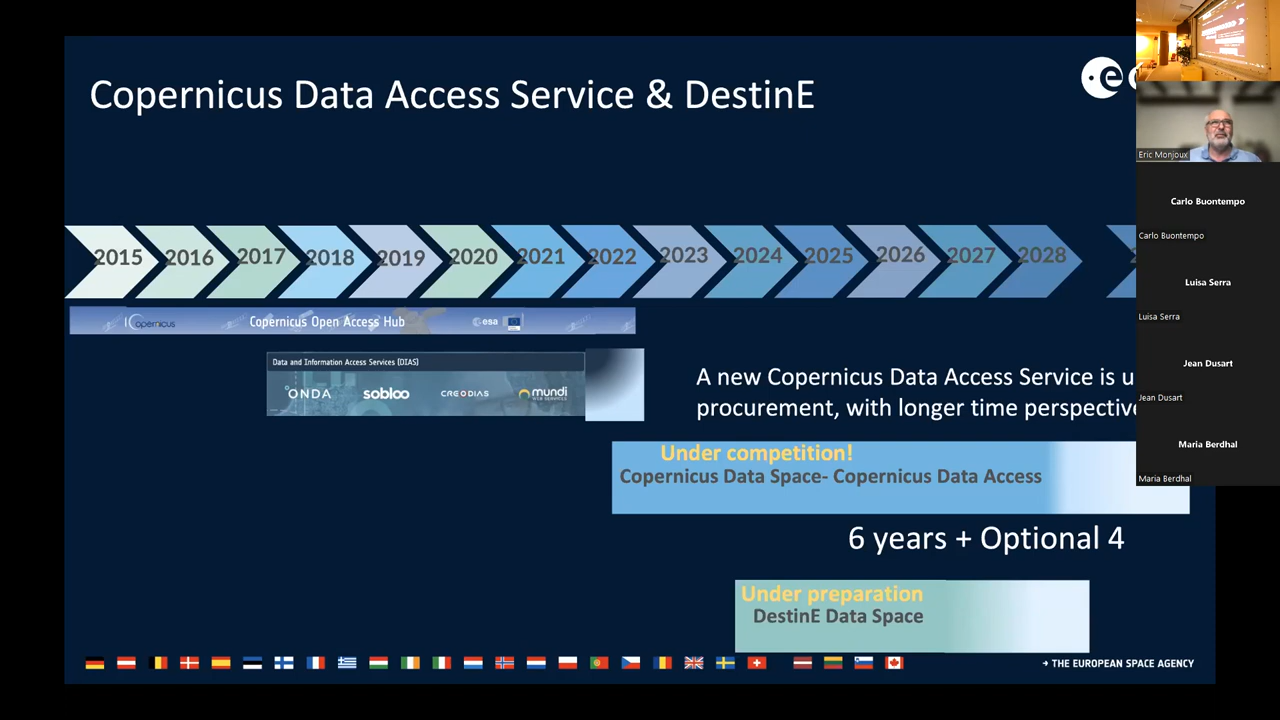 Copernicus Data Access Service & DestinE
e
2015 2016 2017 2018 2019 2020 2021 2022 2023 2024 2025 2026 2027 2028
opernicus Copernicus Open Access Hub esa
Data and Information Access Services (DIAS)
ONDA sobloo CREODIAS mundi
WEB SERVICES
A new Copernicus Data Access Service is u
procurement, with longer time perspective
Under competition!
Copernicus Data Space- Copernicus Data Access
6 years + Optional 4
Under preparation
DestinE Data Space
→ THE EUROPEAN SPACE AGENCY
Eric Monjoux
Carlo Buontempo
Carlo Buontempo
Luisa Serra
Luisa Serra
Jean Dusart
Jean Dusart
Maria Berdhal
Maria Berdhal